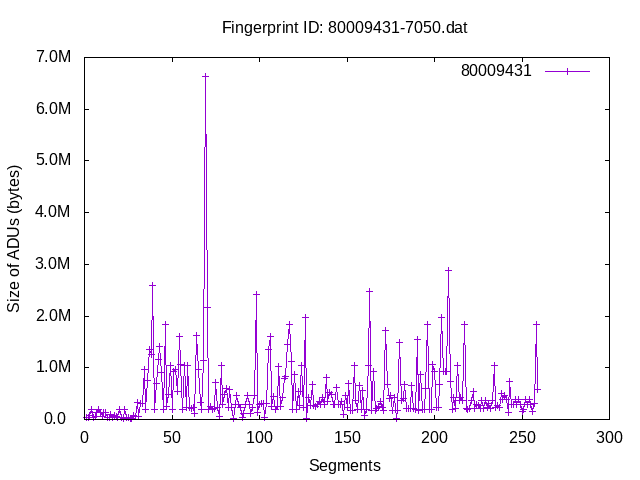 Fingerprint ID: 80009431-7050.dat
7.0M
80009431
6.0M
5.0M
4.0M
3.0M
2.0M
1.0M
0.0
Size of ADUs (bytes)
0 50 100 150 200 250 300
Segments